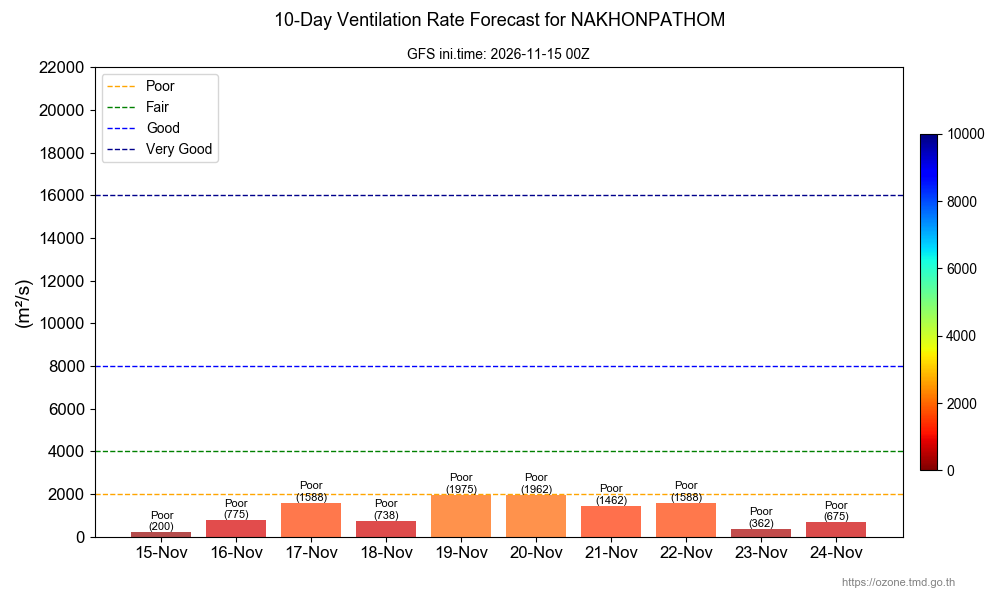 10-Day Ventilation Rate Forecast for NAKHONPATHOM
GFS ini.time: 2026-11-15 00Z
(m²/s)
22000
20000
18000
16000
14000
12000
10000
8000
6000
4000
2000
0
Poor
Fair
Good
Very Good
Poor
(200)
Poor
(775)
Poor
(1588)
Poor
(738)
Poor
(1975)
Poor
(1962)
Poor
(1462)
Poor
(1588)
Poor
(362)
Poor
(675)
15-Nov 16-Nov 17-Nov 18-Nov 19-Nov 20-Nov 21-Nov 22-Nov 23-Nov 24-Nov
10000
8000
6000
4000
2000
0
https://ozone.tmd.go.th